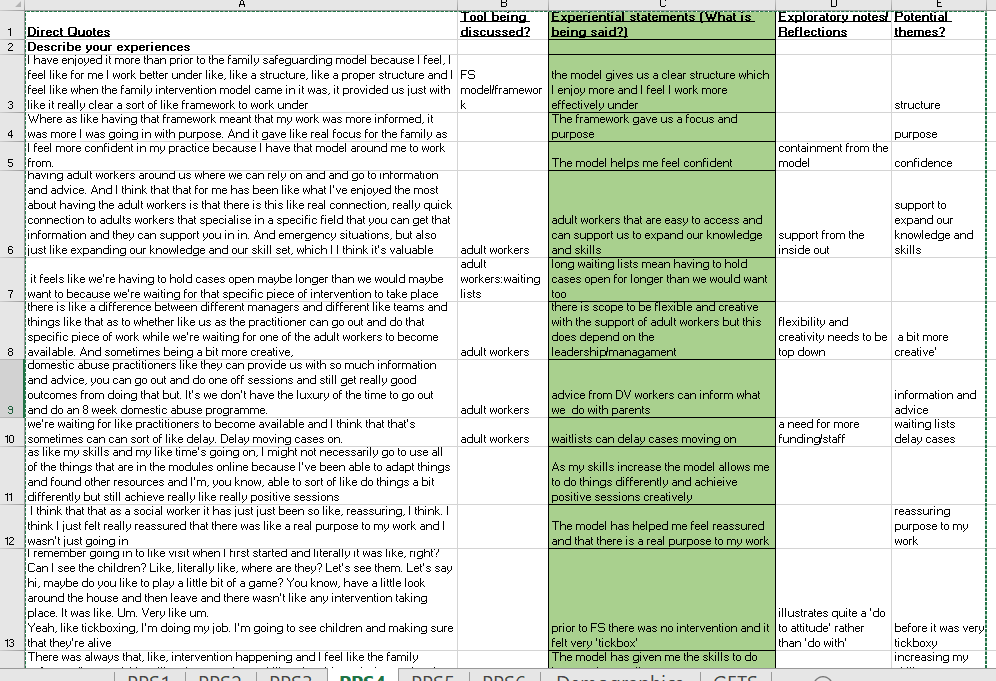 A B C D E
1 Direct Quotes
Tool being
discussed?
Experiential statements (What is
being said?)
Exploratory notes/
Reflections
Potential
themes?
2 Describe your experiences
I have enjoyed it more than prior to the family safeguarding model because I feel, I
feel like for me I work better under like, like a structure, like a proper structure and I
feel like when the family intervention model came in it was, it provided us just with
3 like it really clear a sort of like framework to work under
FS
model/framewor
k
the model gives us a clear structure which
I enjoy more and I feel I work more
effectively under
structure
Where as like having that framework meant that my work was more informed, it
4 was more I was going in with purpose. And it gave like real focus for the family as
The framework gave us a focus and
purpose
purpose
I feel more confident in my practice because I have that model around me to work
5 from.
The model helps me feel confident
containment from the
model
confidence
having adult workers around us where we can rely on and and go to information
and advice. And I think that that for me has been like what I've enjoyed the most
about having the adult workers is that there is this like real connection, really quick
connection to adults workers that specialise in a specific field that you can get that
information and they can support you in in. And emergency situations, but also
6 just like expanding our knowledge and our skill set, which I I think it's valuable
adult workers
adult workers that are easy to access and
can support us to expand our knowledge
and skills
support from the
inside out
support to
expand our
knowledge and
skills
it feels like we're having to hold cases open maybe longer than we would maybe
7 want to because we're waiting for that specific piece of intervention to take place
adult
workers:waiting
lists
long waiting lists mean having to hold
cases open for longer than we would want
too
there is like a difference between different managers and different like teams and
things like that as to whether like us as the practitioner can go out and do that
specific piece of work while we're waiting for one of the adult workers to become
8 available. And sometimes being a bit more creative,
adult workers
there is scope to be flexible and creative
with the support of adult workers but this
does depend on the
leadership/managament
flexibility and
creativity needs to be
top down
a bit more
creative'
domestic abuse practitioners like they can provide us with so much information
and advice, you can go out and do one off sessions and still get really good
outcomes from doing that but. It's we don't have the luxury of the time to go out
9 and do an 8 week domestic abuse programme.
adult workers
advice from DV workers can inform what
we do with parents
information and
advice
we're waiting for like practitioners to become available and I think that that's
10 sometimes can can sort of like delay. Delay moving cases on.
adult workers
waitlists can delay cases moving on
a need for more
funding/staff
waiting lists
delay cases
as like my skills and my like time's going on, I might not necessarily go to use all
of the things that are in the modules online because I've been able to adapt things
and found other resources and I'm, you know, able to sort of like do things a bit
11 differently but still achieve really like really positive sessions
As my skills increase the model allows me
to do things differently and achieive
positive sessions creatively
I think that that as a social worker it has just just been so like, reassuring, I think. I
think I just felt really reassured that there was like a real purpose to my work and I
12 wasn't just going in
The model has helped me feel reassured
and that there is a real purpose to my work
reassuring
purpose to my
work
I remember going in to like visit when I first started and literally it was like, right?
Can I see the children? Like, literally like, where are they? Let's see them. Let's say
hi, maybe do you like to play a little bit of a game? You know, have a little look
around the house and then leave and there wasn't like any intervention taking
place. It was like. Um. Very like um.
Yeah, like tickboxing, I'm doing my job. I'm going to see children and making sure
13 that they're alive
prior to FS there was no intervention and it
felt very 'tickbox'
illustrates quite a 'do
to attitude' rather
than 'do with'
before it was very
tickboxy
There was always that, like, intervention happening and I feel like the family
The model has given me the skills to do
increasing my